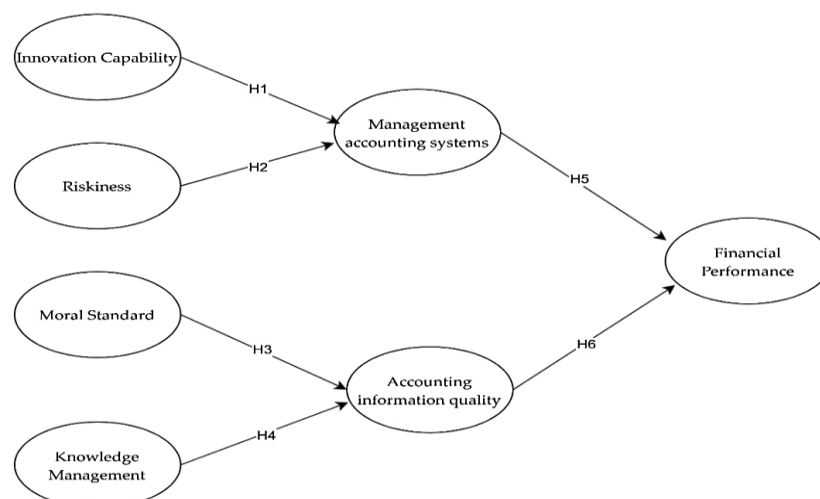 Innovation Capability
H1
Management
accounting systems
Riskiness
H2
H5
Financial
Performance
Moral Standard
H3
H6
Accounting
information quality
H4
Knowledge
Management